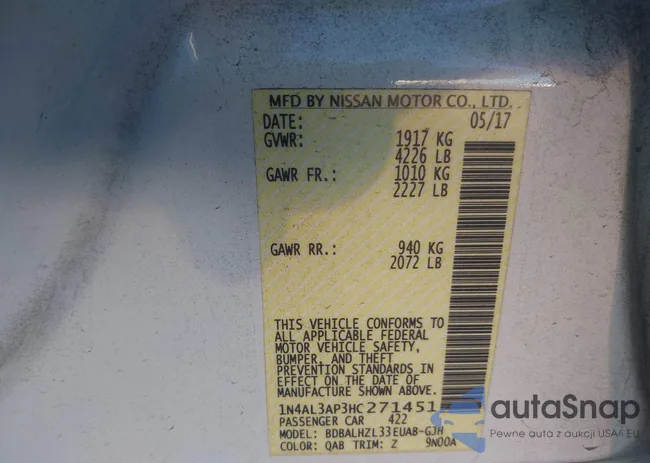 MFD BY NISSAN MOTOR CO., LTD.
DATE: 05/17
GVWR: 1917 KG
4226 LB
GAWR FR.: 1010 KG
2227 LB
GAWR RR.: 940 KG
2072 LB
THIS VEHICLE CONFORMS TO
ALL APPLICABLE FEDERAL
MOTOR VEHICLE SAFETY,
BUMPER, AND THEFT
PREVENTION STANDARDS IN
EFFECT ON THE DATE OF
MANUFACTURE SHOWN ABOVE.
1N4AL3AP3HC271451
PASSENGER CAR 422
MODEL: BDBALHZL33EUAB-GJH
COLOR: QAB TRIM: Z 9N00A
autoSnap
Pewne auto z aukcji USA i EU